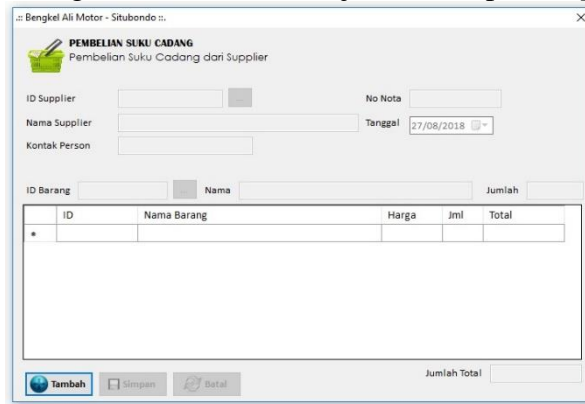 .:: Bengkel Ali Motor - Situbondo ::.
PEMBELIAN SUKU CADANG
Pembelian Suku Cadang dari Supplier
ID Supplier ... No Nota
Nama Supplier Tanggal 27/08/2018
Kontak Person
ID Barang ... Nama Jumlah
ID Nama Barang Harga Jml Total
*
Jumlah Total
Tambah Simpan Batal